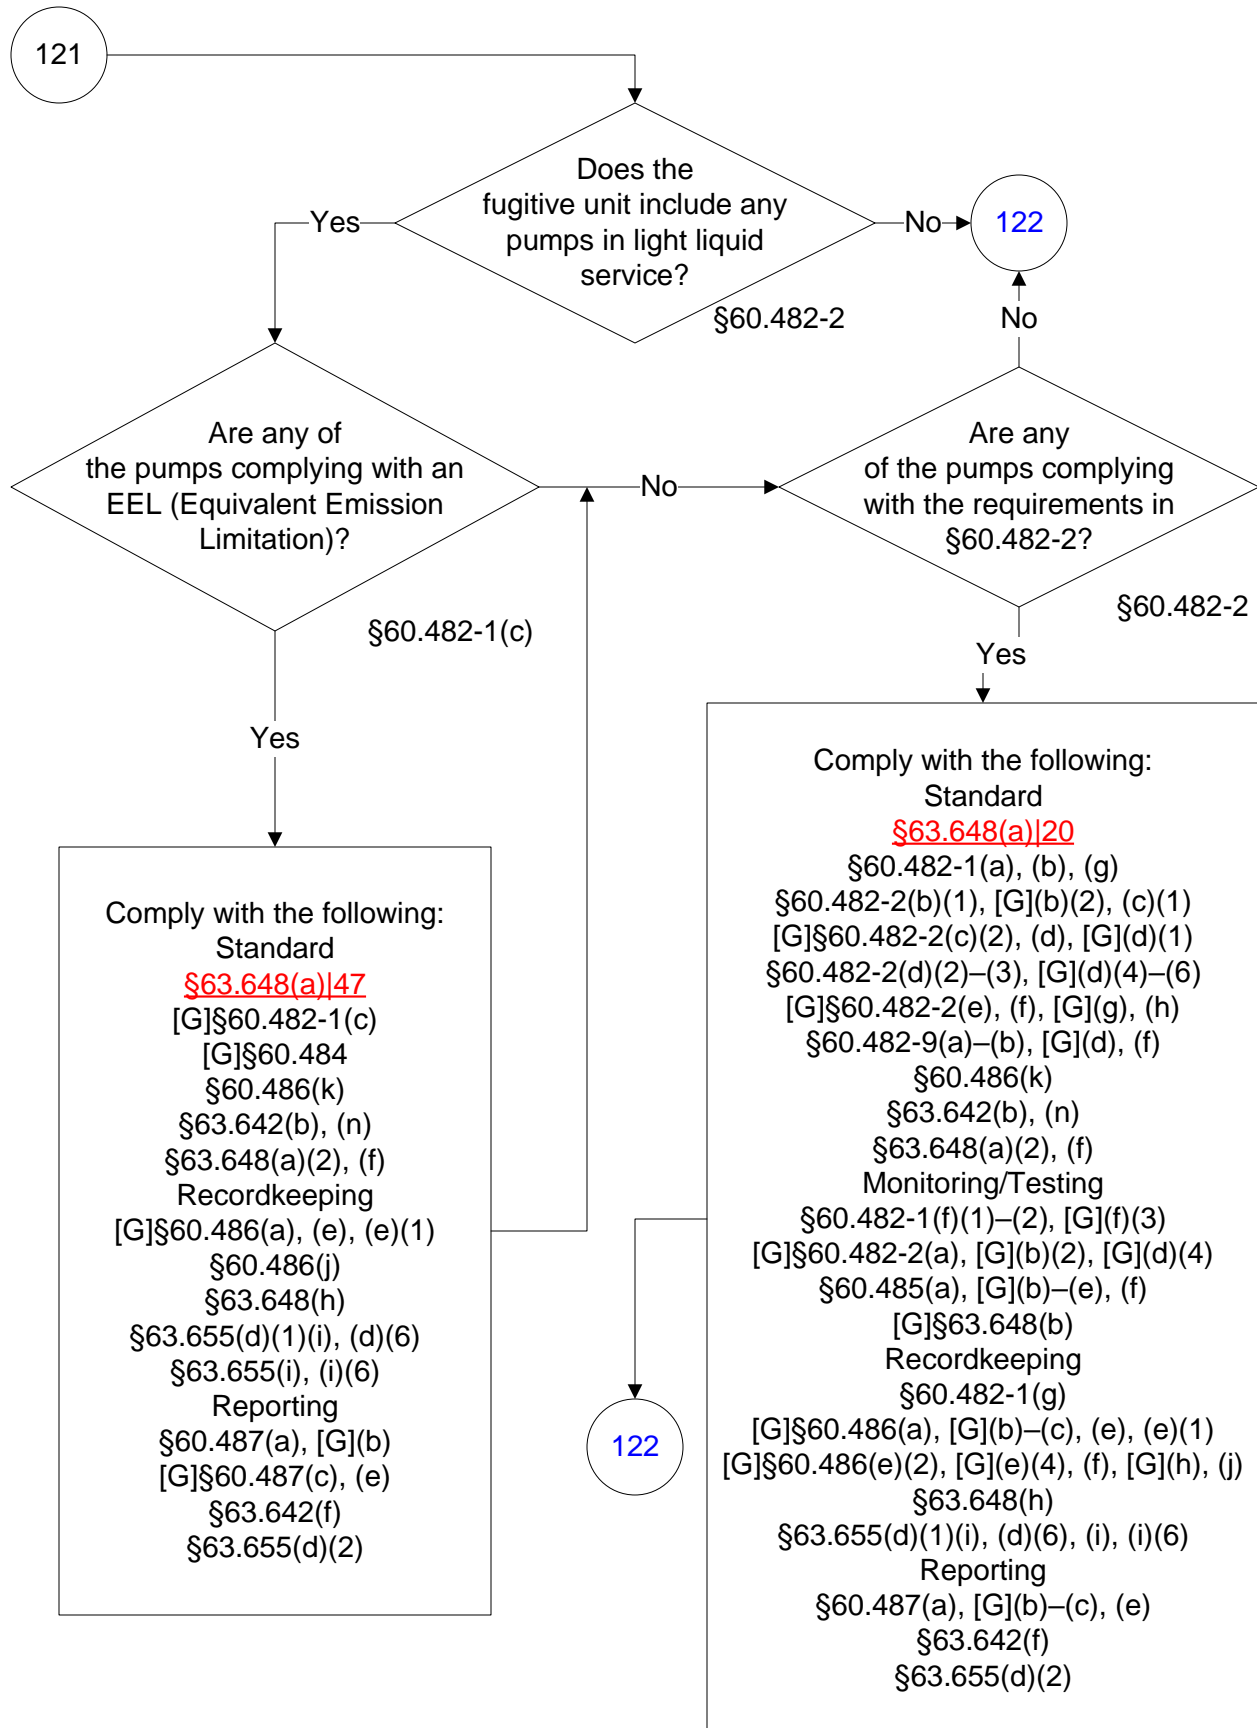 121
Does the
fugitive unit include any
pumps in light liquid
service?
Yes
No
122
§60.482-2
No
Are any of
the pumps complying with an
EEL (Equivalent Emission
Limitation)?
No
Are any
of the pumps complying
with the requirements in
§60.482-2?
§60.482-1(c)
§60.482-2
Yes
Yes
Comply with the following:
Standard
§63.648(a)|47
[G]§60.482-1(c)
[G]§60.484
§60.486(k)
§63.642(b), (n)
§63.648(a)(2), (f)
Recordkeeping
[G]§60.486(a), (e), (e)(1)
§60.486(j)
§63.648(h)
§63.655(d)(1)(i), (d)(6)
§63.655(i), (i)(6)
Reporting
§60.487(a), [G](b)
[G]§60.487(c), (e)
§63.642(f)
§63.655(d)(2)
Comply with the following:
Standard
§63.648(a)|20
§60.482-1(a), (b), (g)
§60.482-2(b)(1), [G](b)(2), (c)(1)
[G]§60.482-2(c)(2), (d), [G](d)(1)
§60.482-2(d)(2)–(3), [G](d)(4)–(6)
[G]§60.482-2(e), (f), [G](g), (h)
§60.482-9(a)–(b), [G](d), (f)
§60.486(k)
§63.642(b), (n)
§63.648(a)(2), (f)
Monitoring/Testing
§60.482-1(f)(1)–(2), [G](f)(3)
[G]§60.482-2(a), [G](b)(2), [G](d)(4)
§60.485(a), [G](b)–(e), (f)
[G]§63.648(b)
Recordkeeping
§60.482-1(g)
[G]§60.486(a), [G](b)–(c), (e), (e)(1)
[G]§60.486(e)(2), [G](e)(4), (f), [G](h), (j)
§63.648(h)
§63.655(d)(1)(i), (d)(6), (i), (i)(6)
Reporting
§60.487(a), [G](b)–(c), (e)
§63.642(f)
§63.655(d)(2)
122